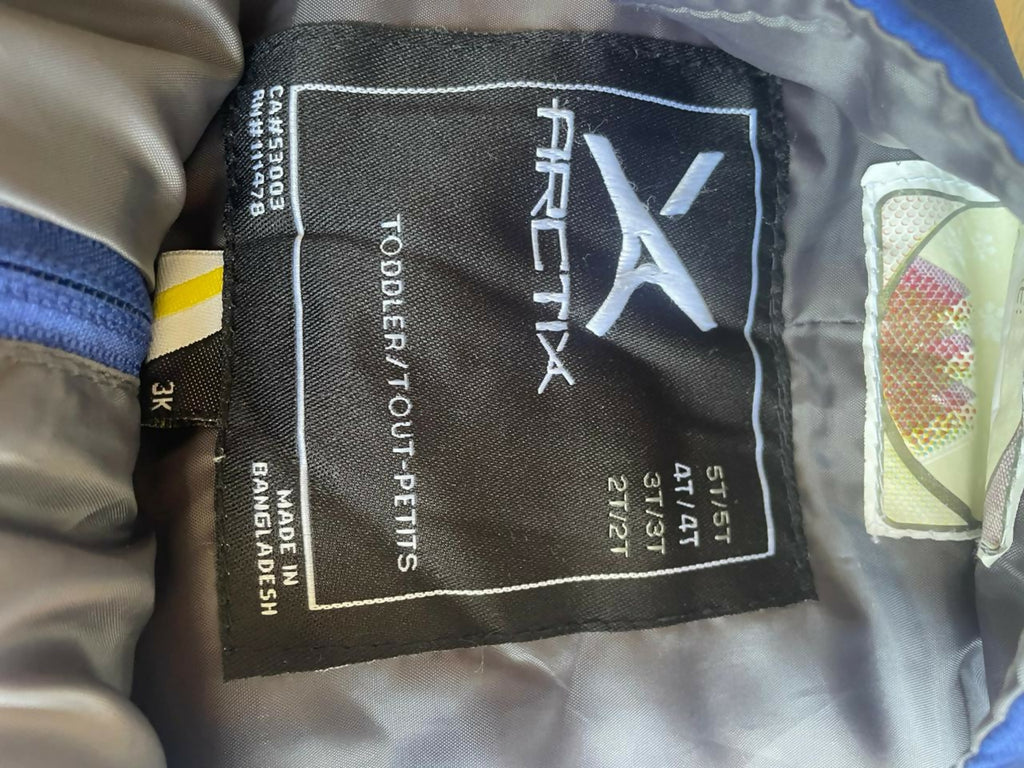 ARCTIX
5T/5T
4T/4T
3T/3T
2T/2T
TODDLER/TOUT-PETITS
CA#53003
RN#111478
MADE IN
BANGLADESH
3K